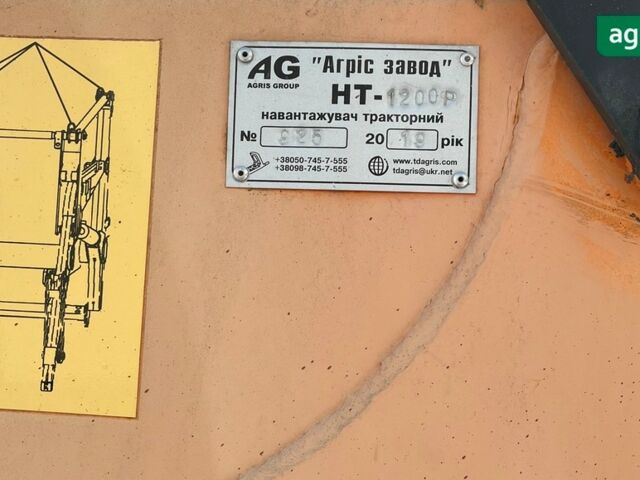 ag
AG "Агріс завод"
AGRIS GROUP
НТ-1200Р
навантажувач тракторний
№ 925 2019 рік
+38050-745-7-555 www.tdagris.com
+38098-745-7-555 tdagris@ukr.net